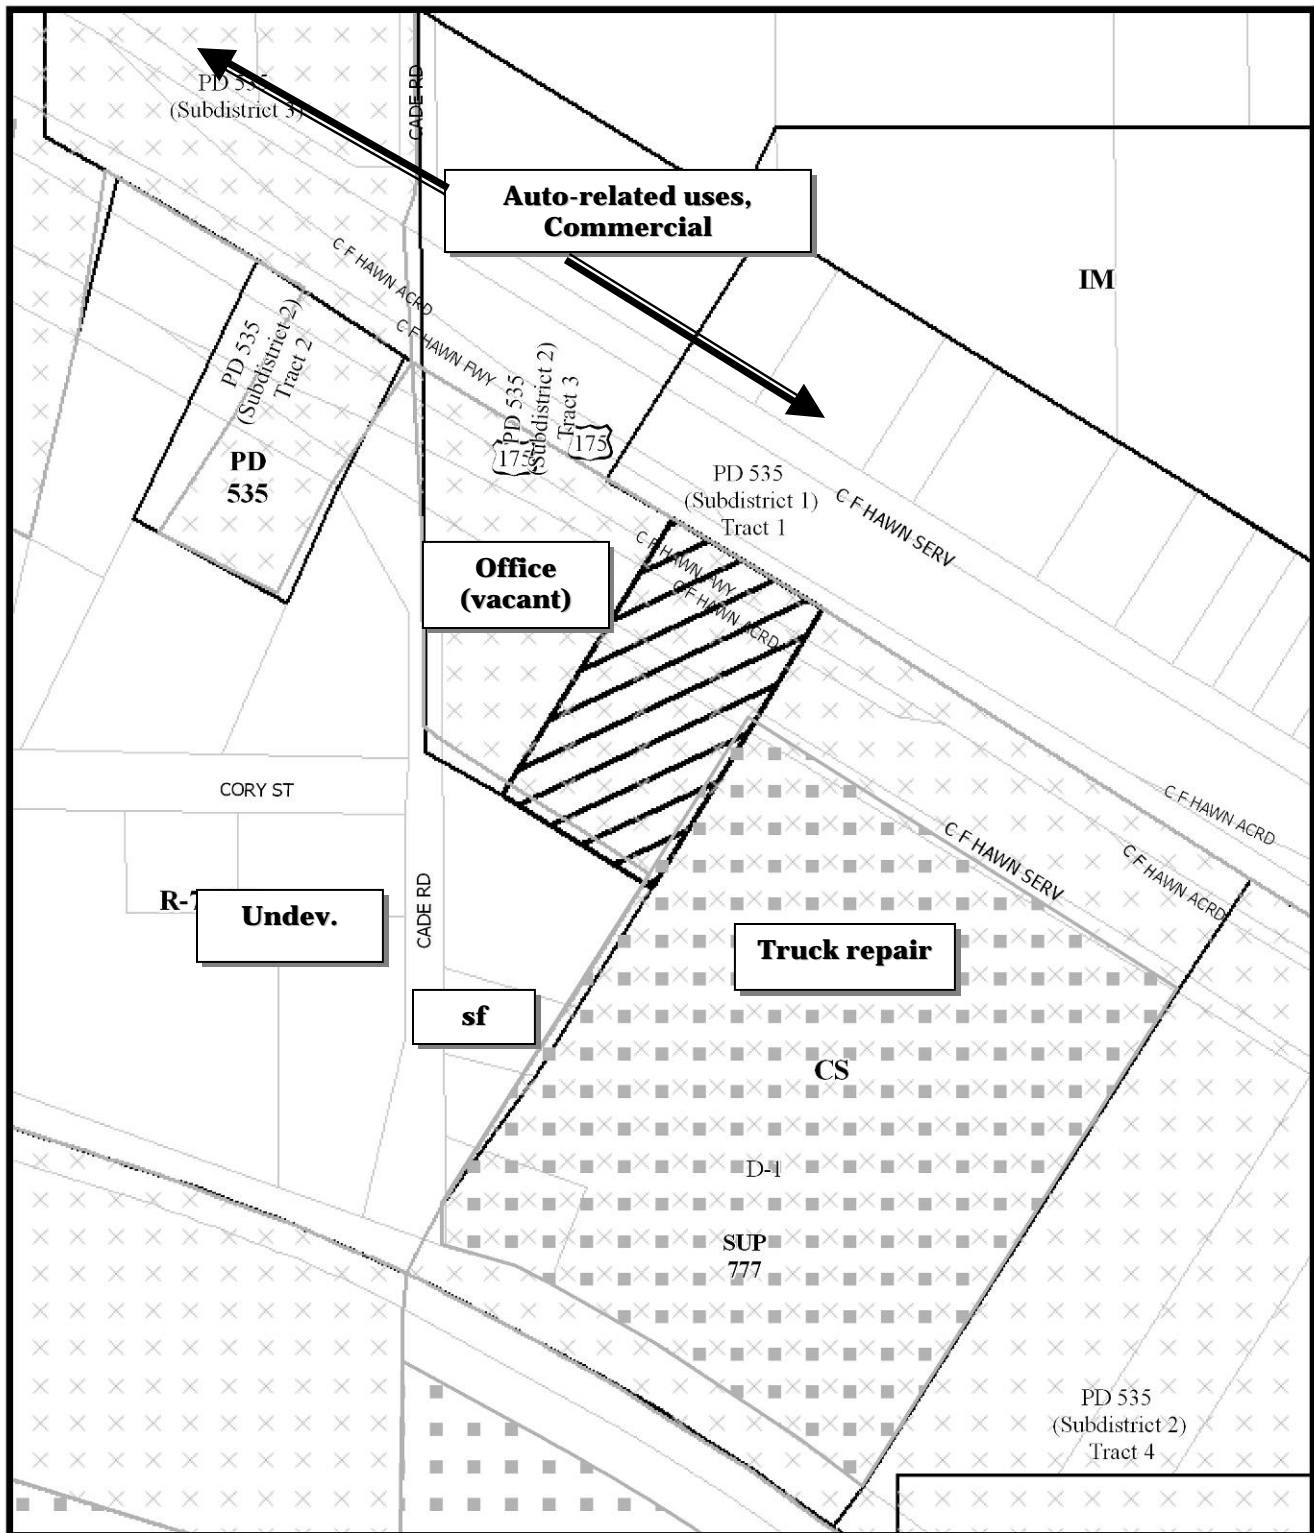 PD 535
(Subdistrict 3)
CADE RD
Auto-related uses,
Commercial
IM
C F HAWN ACRD
C F HAWN FWY
PD 535
(Subdistrict 2)
Tract 2
PD
535
PD 535
(Subdistrict 2)
Tract 3
175
175
PD 535
(Subdistrict 1)
Tract 1
C F HAWN SERV
C F HAWN FWY
C F HAWN ACRD
Office
(vacant)
CORY ST
C F HAWN ACRD
C F HAWN SERV
C F HAWN ACRD
CADE RD
Undev.
Truck repair
sf
CS
D-1
SUP
777
PD 535
(Subdistrict 2)
Tract 4